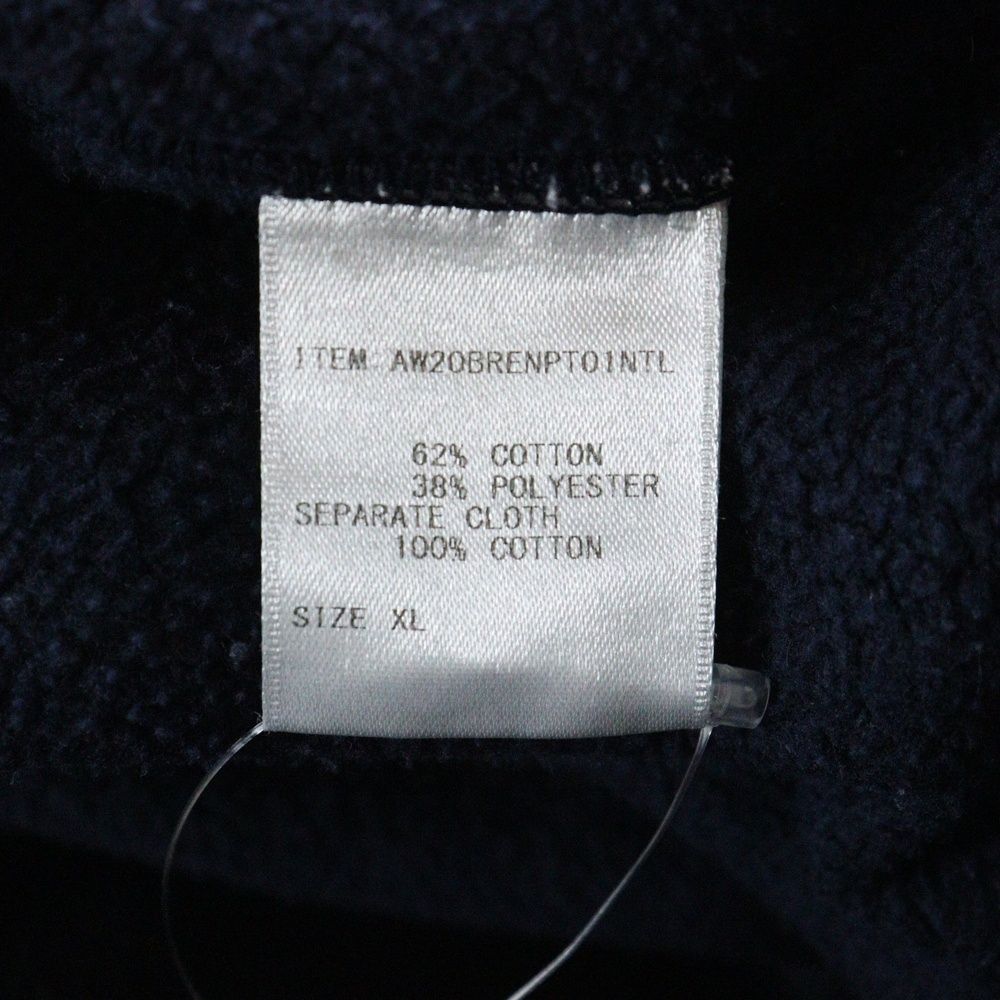 ITEM AW20BRENPT01NTL
62% COTTON
38% POLYESTER
SEPARATE CLOTH
100% COTTON
SIZE XL